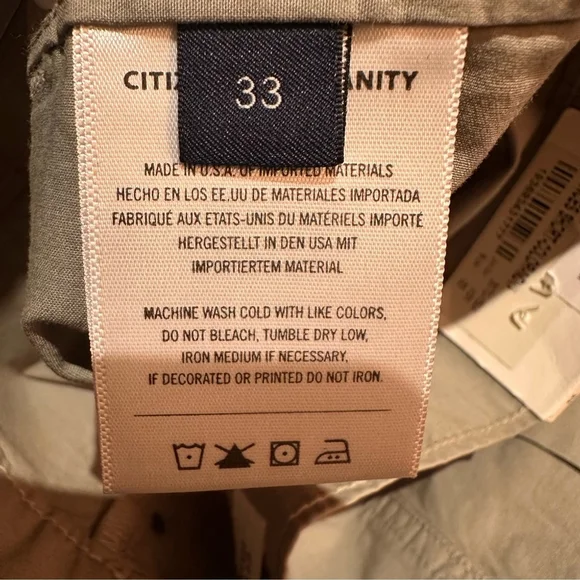 CITIZ
33
ANITY
MADE IN U.S.A. OF IMPORTED MATERIALS
HECHO EN LOS EE.UU DE MATERIALES IMPORTADA
FABRIQUÉ AUX ETATS-UNIS DU MATÉRIELS IMPORTÉ
HERGESTELLT IN DEN USA MIT
IMPORTIERTEM MATERIAL
MACHINE WASH COLD WITH LIKE COLORS,
DO NOT BLEACH, TUMBLE DRY LOW,
IRON MEDIUM IF NECESSARY,
IF DECORATED OR PRINTED DO NOT IRON.